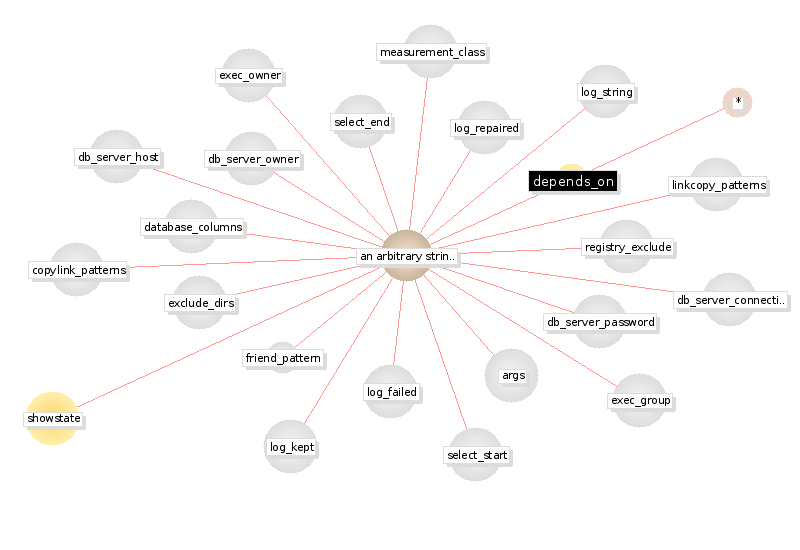 measurement_class
exec_owner
log_string
*
select_end
log_repaired
db_server_host
db_server_owner
depends_on
linkcopy_patterns
database_columns
registry_exclude
an arbitrary strin..
copylink_patterns
exclude_dirs
db_server_connecti..
db_server_password
friend_pattern
args
log_failed
exec_group
showstate
log_kept
select_start